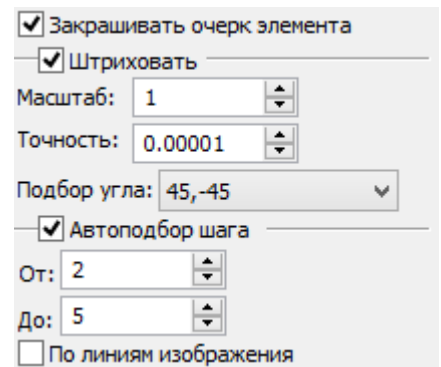 Закрашивать очерк элемента
Штриховать
Масштаб: 1
Точность: 0.00001
Подбор угла: 45,-45
Автоподбор шага
От: 2
До: 5
По линиям изображения